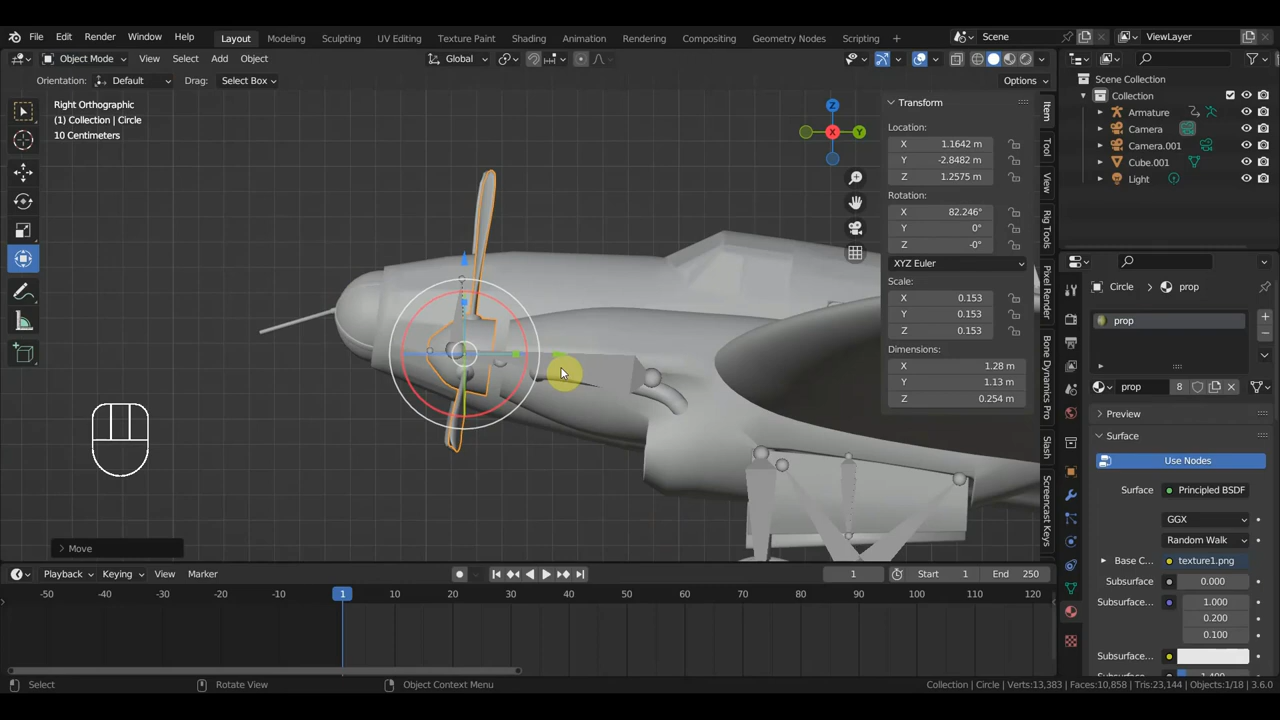 File Edit Render Window Help Layout Modeling Sculpting UV Editing Texture Paint Shading Animation Rendering Compositing Geometry Nodes Scripting Scene ViewLayer
Object Mode View Select Add Object Global
Orientation: Default Drag: Select Box Options
Right Orthographic
(1) Collection | Circle
10 Centimeters
X
Y
Z
Transform
Location:
X 1.1642 m
Y -2.8482 m
Z 1.2575 m
Rotation:
X 82.246°
Y 0°
Z -0°
XYZ Euler
Scale:
X 0.153
Y 0.153
Z 0.153
Dimensions:
X 1.28 m
Y 1.13 m
Z 0.254 m
Item
Tool
View
Rig Tools
Pixel Render
Bone Dynamics Pro
Slash
Screencast Keys
Scene Collection
Collection
Armature
Camera
Camera.001
Cube.001
Light
Circle prop
prop
prop 8
Preview
Surface
Use Nodes
Surface Principled BSDF
GGX
Random Walk
Base C... texture1.png
Subsurface 0.000
Subsurface... 1.000
0.200
0.100
Subsurface...
Subsurface... 1.400
Move
Playback Keying View Marker 1 Start 1 End 250
-50 -40 -30 -20 -10 1 10 20 30 40 50 60 70 80 90 100 110 120
Select Rotate View Object Context Menu Collection | Circle | Verts:13,383 | Faces:10,858 | Tris:23,144 | Objects:1/18 | 3.6.0